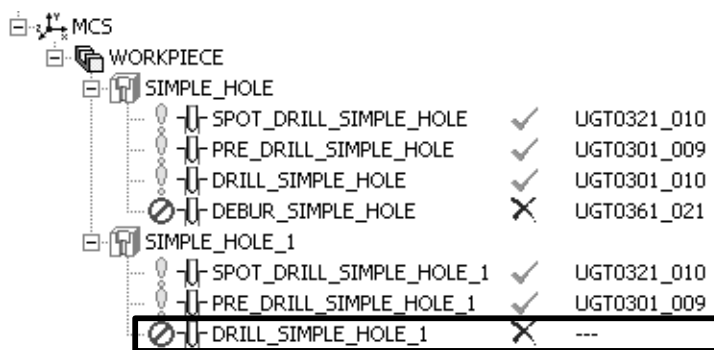 MCS
WORKPIECE
SIMPLE_HOLE
SPOT_DRILL_SIMPLE_HOLE UGT0321_010
PRE_DRILL_SIMPLE_HOLE UGT0301_009
DRILL_SIMPLE_HOLE UGT0301_010
DEBUR_SIMPLE_HOLE UGT0361_021
SIMPLE_HOLE_1
SPOT_DRILL_SIMPLE_HOLE_1 UGT0321_010
PRE_DRILL_SIMPLE_HOLE_1 UGT0301_009
DRILL_SIMPLE_HOLE_1 ---